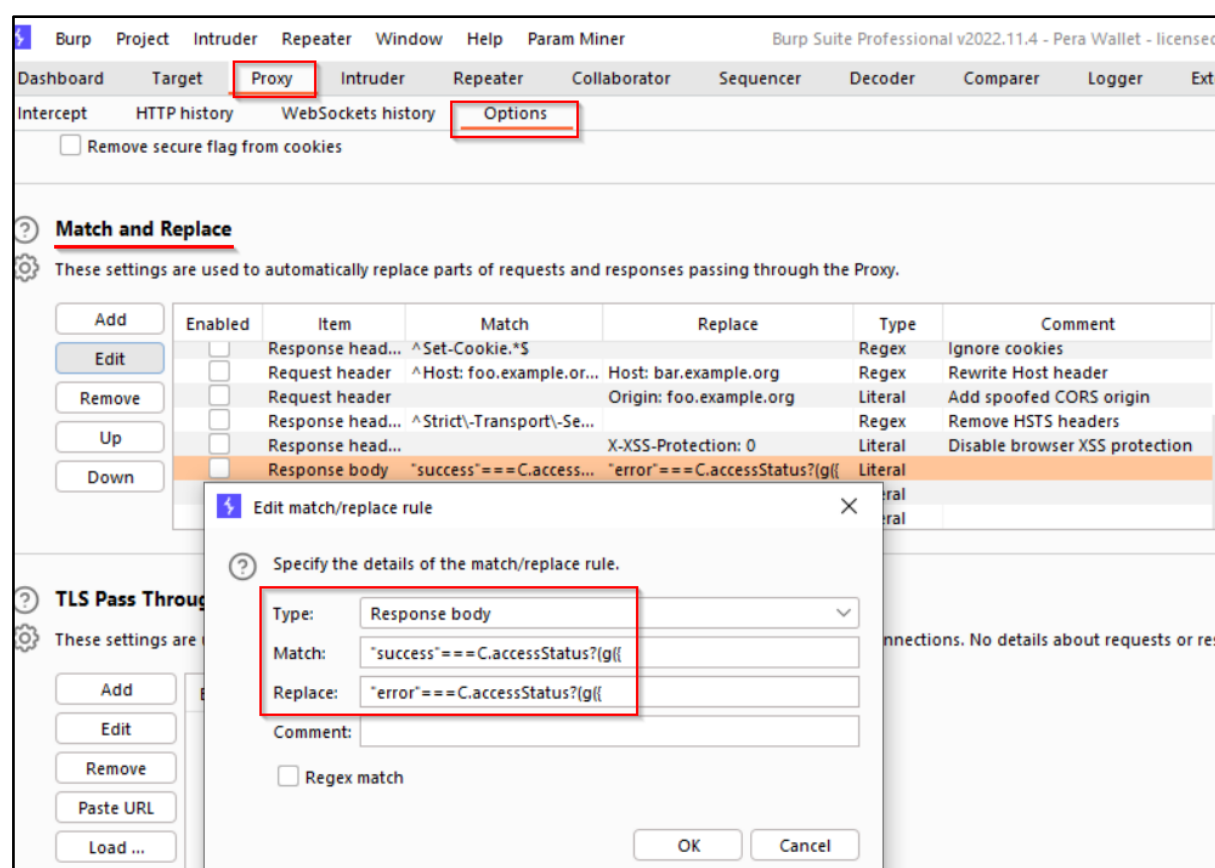 Burp Project Intruder Repeater Window Help Param Miner Burp Suite Professional v2022.11.4 - Pera Wallet - licensed
Dashboard Target Proxy Intruder Repeater Collaborator Sequencer Decoder Comparer Logger Ext
Intercept HTTP history WebSockets history Options
Remove secure flag from cookies
Match and Replace
These settings are used to automatically replace parts of requests and responses passing through the Proxy.
Add
Edit
Remove
Up
Down
Enabled Item Match Replace Type Comment
Response head... ^Set-Cookie.*$ Regex Ignore cookies
Request header ^Host: foo.example.or... Host: bar.example.org Regex Rewrite Host header
Request header Origin: foo.example.org Literal Add spoofed CORS origin
Response head... ^Strict\-Transport\-Se... Regex Remove HSTS headers
Response head... X-XSS-Protection: 0 Literal Disable browser XSS protection
Response body "success"===C.access... "error"===C.accessStatus?(g({ Literal
eral
eral
Edit match/replace rule
Specify the details of the match/replace rule.
Type: Response body
Match: "success"===C.accessStatus?(g({
Replace: "error"===C.accessStatus?(g({
Comment:
Regex match
OK Cancel
TLS Pass Throug
These settings are u nnections. No details about requests or res
Add
Edit
Remove
Paste URL
Load ...